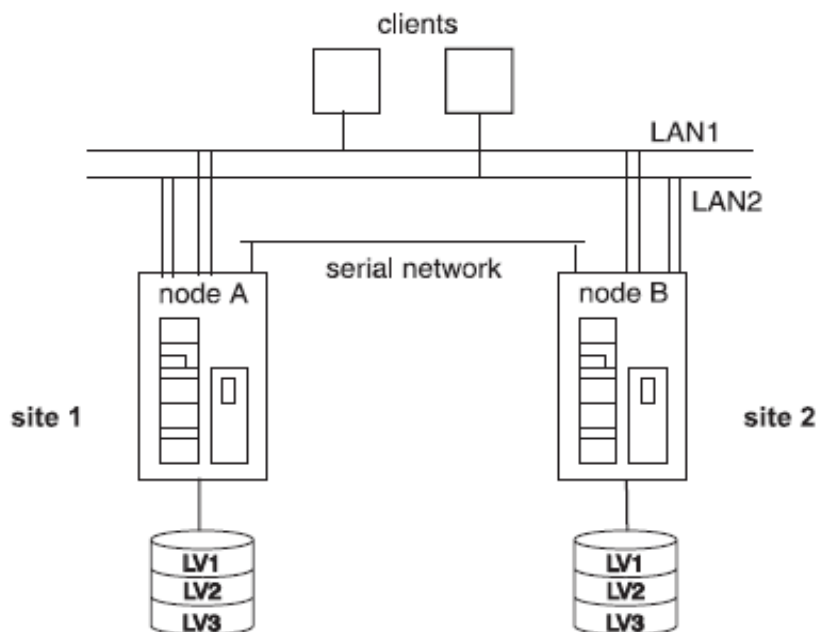 clients
LAN1
LAN2
serial network
node A
node B
site 1
site 2
LV1
LV2
LV3
LV1
LV2
LV3